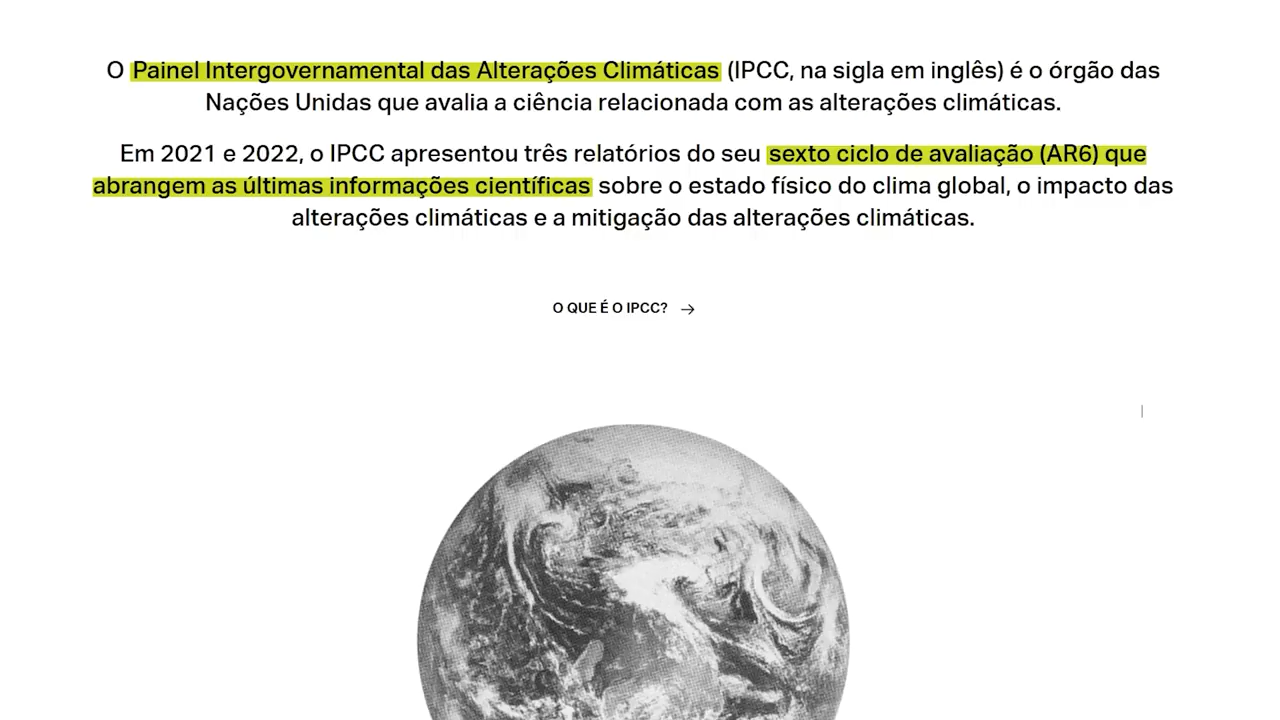 O Painel Intergovernamental das Alterações Climáticas (IPCC, na sigla em inglês) é o órgão das
Nações Unidas que avalia a ciência relacionada com as alterações climáticas.
Em 2021 e 2022, o IPCC apresentou três relatórios do seu sexto ciclo de avaliação (AR6) que
abrangem as últimas informações científicas sobre o estado físico do clima global, o impacto das
alterações climáticas e a mitigação das alterações climáticas.
O QUE É O IPCC? →